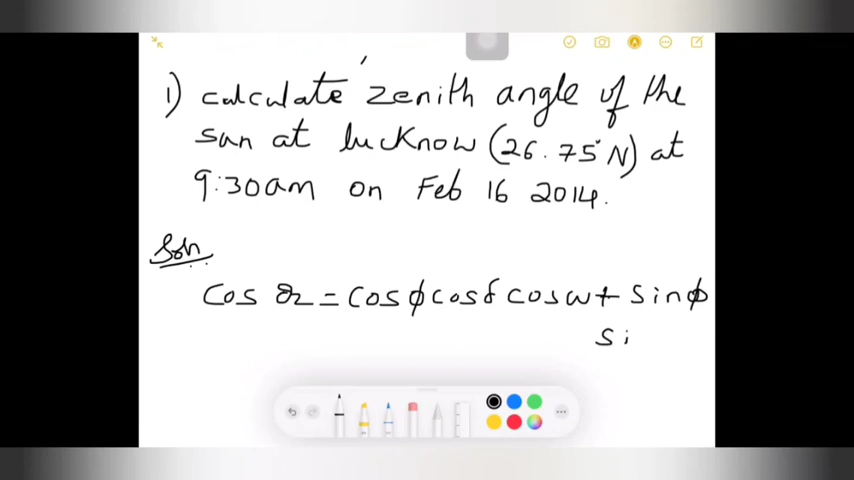 1) calculate zenith angle of the
sun at lucknow (26.75°N) at
9:30am on Feb 16 2014.
Soln
cos θz = cosϕ cosδ cosω + sinϕ
si